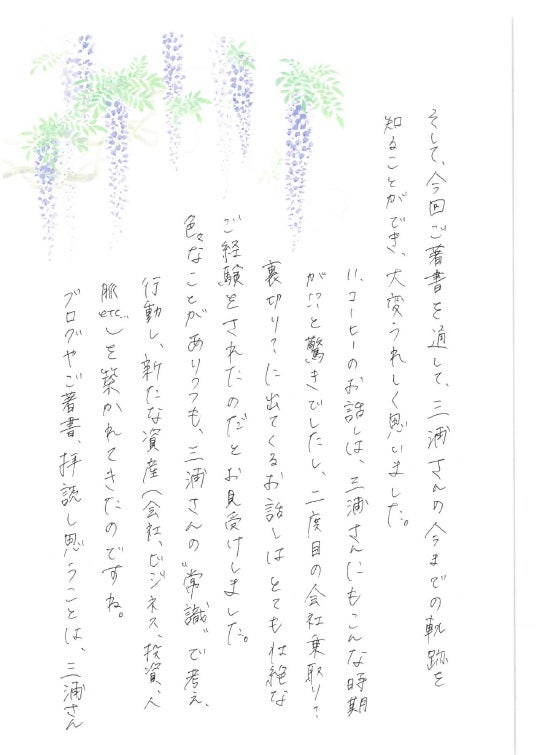 そして、今回ご著書を通して、三浦さんの今までの軌跡を
知ることができ、大変うれしく思いました。
コーヒーのお話しは、三浦さんにもこんな時期
が!?と驚きでしたし、二度目の会社乗取り?
裏切り?に出てくるお話しはとても壮絶な
ご経験をされたのだとお見受けしました。
色々なことがありつつも、三浦さんの“常識”で考え、
行動し、新たな資産(会社、ビジネス、投資、人
脈etc…)を築かれてきたのですね。
ブログやご著書、拝読し思うことは、三浦さん